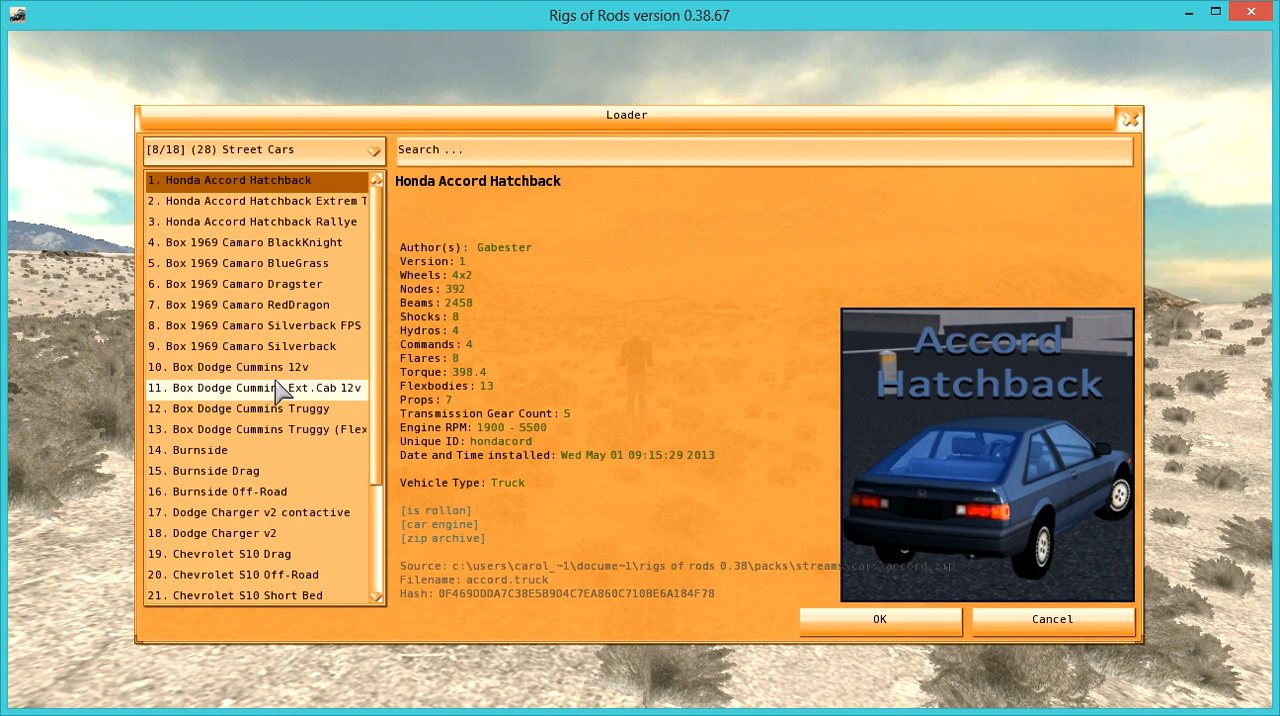 Rigs of Rods version 0.38.67
Loader
[8/18] (28) Street Cars
Search ...
1. Honda Accord Hatchback
2. Honda Accord Hatchback Extrem T
3. Honda Accord Hatchback Rallye
4. Box 1969 Camaro BlackKnight
5. Box 1969 Camaro BlueGrass
6. Box 1969 Camaro Dragster
7. Box 1969 Camaro RedDragon
8. Box 1969 Camaro Silverback FPS
9. Box 1969 Camaro Silverback
10. Box Dodge Cummins 12v
11. Box Dodge Cummins Ext.Cab 12v
12. Box Dodge Cummins Truggy
13. Box Dodge Cummins Truggy (Flex
14. Burnside
15. Burnside Drag
16. Burnside Off-Road
17. Dodge Charger v2 contactive
18. Dodge Charger v2
19. Chevrolet S10 Drag
20. Chevrolet S10 Off-Road
21. Chevrolet S10 Short Bed
Honda Accord Hatchback
Author(s): Gabester
Version: 1
Wheels: 4x2
Nodes: 392
Beams: 2458
Shocks: 8
Hydros: 4
Commands: 4
Flares: 8
Torque: 398.4
Flexbodies: 13
Props: 7
Transmission Gear Count: 5
Engine RPM: 1900 - 5500
Unique ID: hondacord
Date and Time installed: Wed May 01 09:15:29 2013
Vehicle Type: Truck
[is rollon]
[car engine]
[zip archive]
Source: c:\users\carol_~1\docume~1\rigs of rods 0.38\packs\streams\cars\accord.zip
Filename: accord.truck
Hash: 0F469DDDA7C38E5B9D4C7EA860C710BE6A184F78
Accord
Hatchback
OK
Cancel